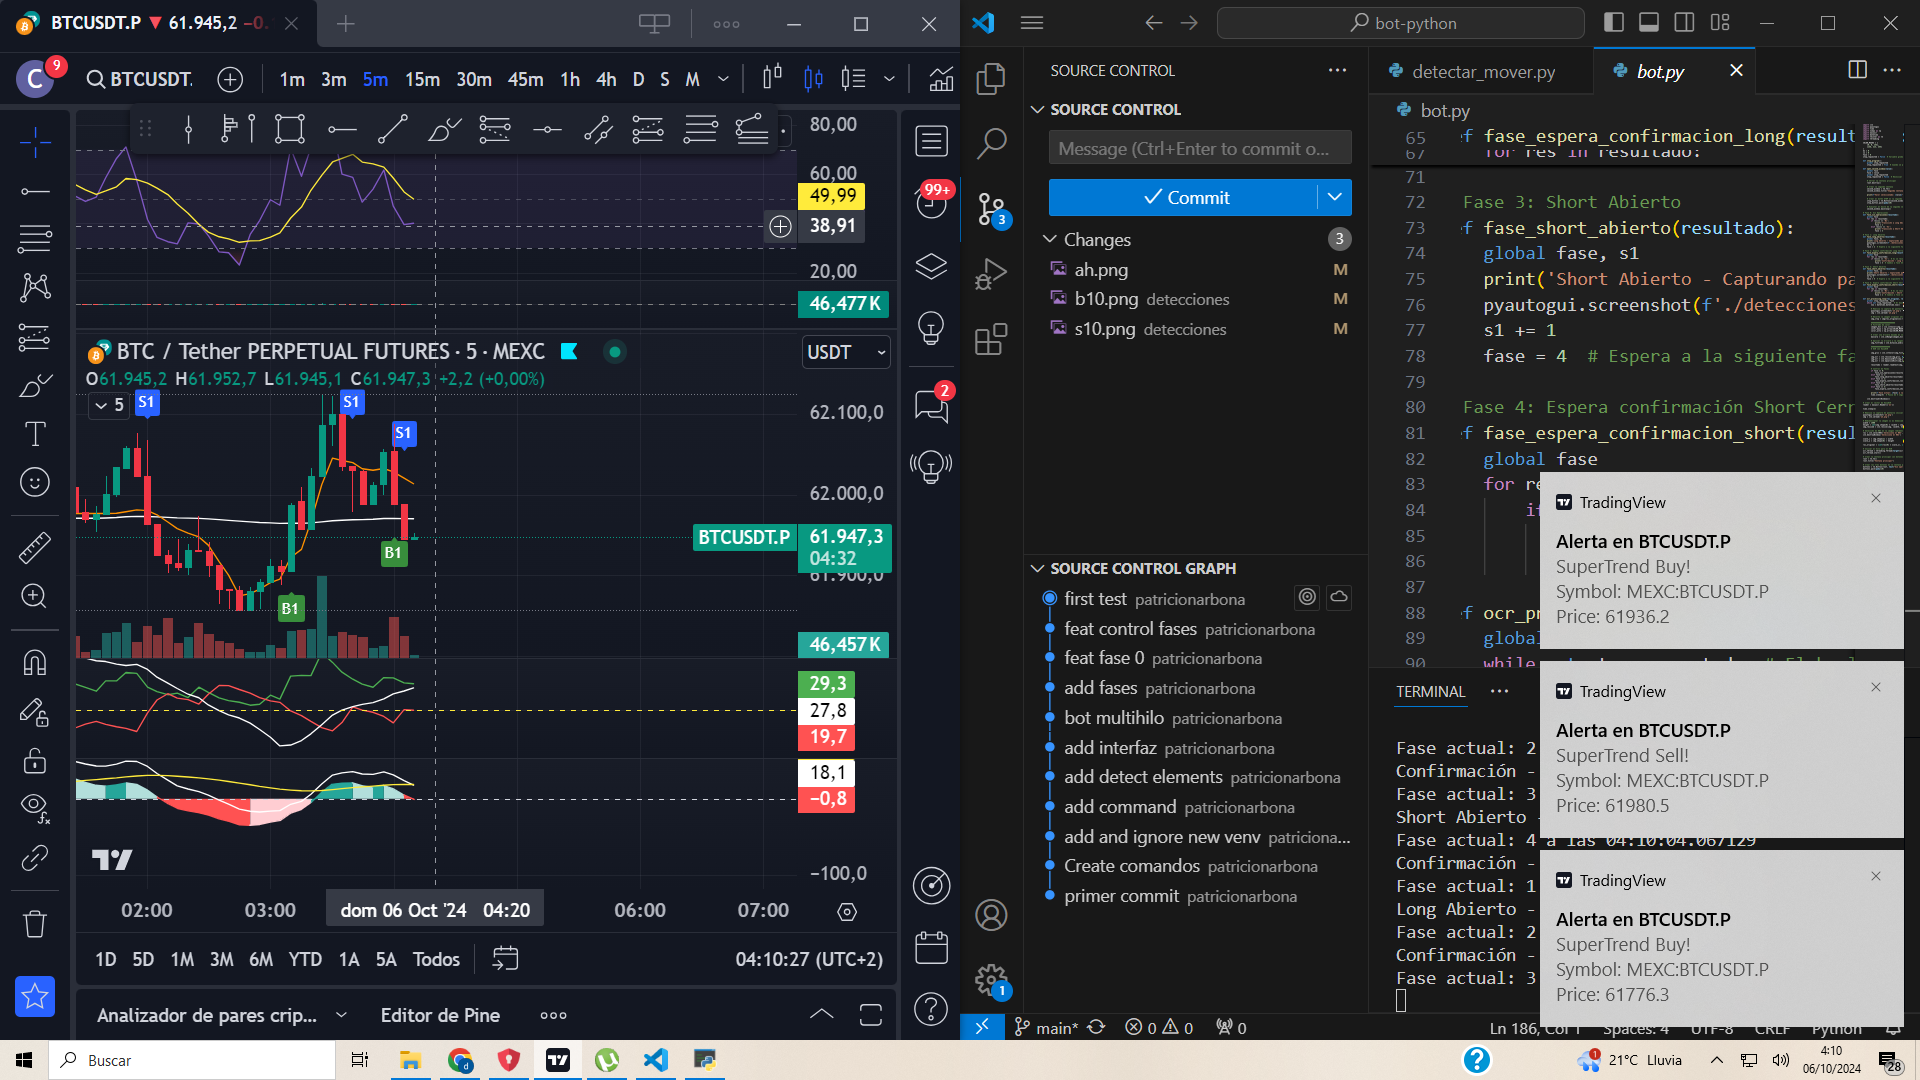 BTCUSDT.P ▼ 61.945,2 −0.
C
9
BTCUSDT.
1m 3m 5m 15m 30m 45m 1h 4h D S M
80,00
60,00
49,99
38,91
20,00
46,477 K
BTC / Tether PERPETUAL FUTURES · 5 · MEXC
USDT
O61.945,2 H61.952,7 L61.945,1 C61.947,3 +2,2 (+0,00%)
5
S1
S1
S1
62.100,0
62.000,0
BTCUSDT.P
61.947,3
04:32
61.900,0
B1
B1
46,457 K
29,3
27,8
19,7
18,1
−0,8
−100,0
02:00
03:00
dom 06 Oct '24 04:20
06:00
07:00
1D 5D 1M 3M 6M YTD 1A 5A Todos
04:10:27 (UTC+2)
Analizador de pares crip...
Editor de Pine
99+
2
bot-python
3
1
SOURCE CONTROL
SOURCE CONTROL
Message (Ctrl+Enter to commit o...
Commit
Changes
3
ah.png M
b10.png detecciones M
s10.png detecciones M
SOURCE CONTROL GRAPH
first test patricionarbona
feat control fases patricionarbona
feat fase 0 patricionarbona
add fases patricionarbona
bot multihilo patricionarbona
add interfaz patricionarbona
add detect elements patricionarbona
add command patricionarbona
add and ignore new venv patriciona...
Create comandos patricionarbona
primer commit patricionarbona
detectar_mover.py
bot.py
bot.py
65 f fase_espera_confirmacion_long(result
67 for res in resultado:
71
72 Fase 3: Short Abierto
73 f fase_short_abierto(resultado):
74 global fase, s1
75 print('Short Abierto - Capturando pa
76 pyautogui.screenshot(f'./detecciones
77 s1 += 1
78 fase = 4 # Espera a la siguiente fa
79
80 Fase 4: Espera confirmación Short Cerr
81 f fase_espera_confirmacion_short(resul
82 global fase
83 for re
84 if
85
86
87
88 f ocr_pr
89 global
90 while
TERMINAL
Fase actual: 2
Confirmación -
Fase actual: 3
Short Abierto -
Fase actual: 4 a las 04:10:04.067129
Confirmación -
Fase actual: 1
Long Abierto -
Fase actual: 2
Confirmación -
Fase actual: 3
TradingView
Alerta en BTCUSDT.P
SuperTrend Buy!
Symbol: MEXC:BTCUSDT.P
Price: 61936.2
TradingView
Alerta en BTCUSDT.P
SuperTrend Sell!
Symbol: MEXC:BTCUSDT.P
Price: 61980.5
TradingView
Alerta en BTCUSDT.P
SuperTrend Buy!
Symbol: MEXC:BTCUSDT.P
Price: 61776.3
main* 0 0 0
Ln 186, Col 1 Spaces: 4 UTF-8 CRLF Python
Buscar
1
21°C Lluvia
4:10
06/10/2024
28